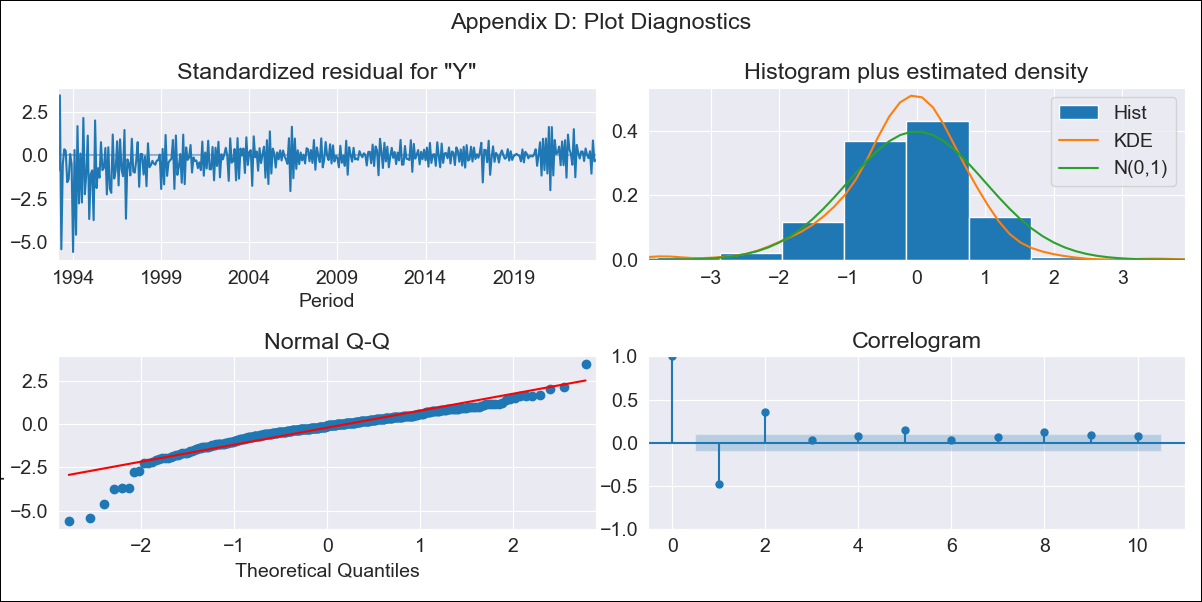 Appendix D: Plot Diagnostics
Standardized residual for "Y"
2.5
0.0
−2.5
−5.0
1994 1999 2004 2009 2014 2019
Period
Histogram plus estimated density
Hist
KDE
N(0,1)
0.4
0.2
0.0
−3 −2 −1 0 1 2 3
Normal Q-Q
2.5
0.0
−2.5
−5.0
−2 −1 0 1 2
Theoretical Quantiles
Correlogram
1.0
0.5
0.0
−0.5
−1.0
0 2 4 6 8 10